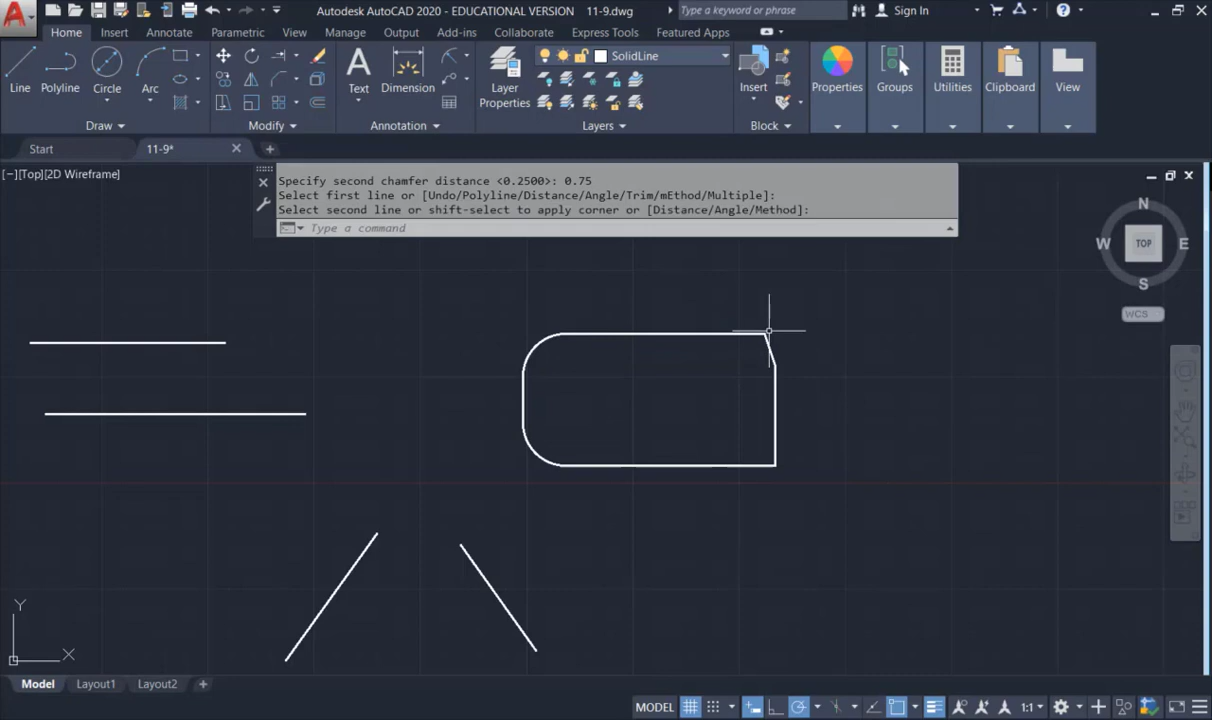 Autodesk AutoCAD 2020 - EDUCATIONAL VERSION 11-9.dwg
Type a keyword or phrase
Sign In
Home Insert Annotate Parametric View Manage Output Add-ins Collaborate Express Tools Featured Apps
SolidLine
Line Polyline Circle Arc
Text Dimension
Layer
Properties
Insert
Properties Groups Utilities Clipboard View
Draw Modify Annotation Layers Block
Start 11-9*
[−][Top][2D Wireframe]
Specify second chamfer distance <0.2500>: 0.75
Select first line or [Undo/Polyline/Distance/Angle/Trim/mEthod/Multiple]:
Select second line or shift-select to apply corner or [Distance/Angle/Method]:
Type a command
N
W TOP E
S
WCS
Y
X
Model Layout1 Layout2 +
MODEL 1:1